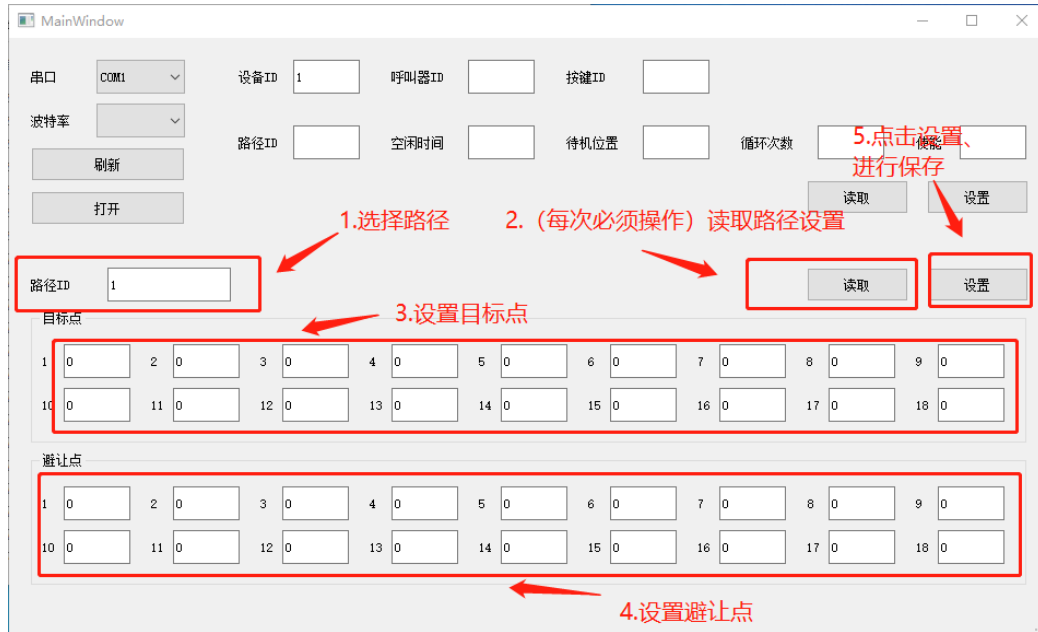 MainWindow
串口 COM1 设备ID 1 呼叫器ID 按键ID
波特率
路径ID 空闲时间 待机位置 循环次数 使能
5.点击设置、
进行保存
刷新
读取 设置
打开
1.选择路径 2.（每次必须操作）读取路径设置
路径ID 1 读取 设置
目标点
3.设置目标点
1 0 2 0 3 0 4 0 5 0 6 0 7 0 8 0 9 0
10 0 11 0 12 0 13 0 14 0 15 0 16 0 17 0 18 0
避让点
1 0 2 0 3 0 4 0 5 0 6 0 7 0 8 0 9 0
10 0 11 0 12 0 13 0 14 0 15 0 16 0 17 0 18 0
4.设置避让点